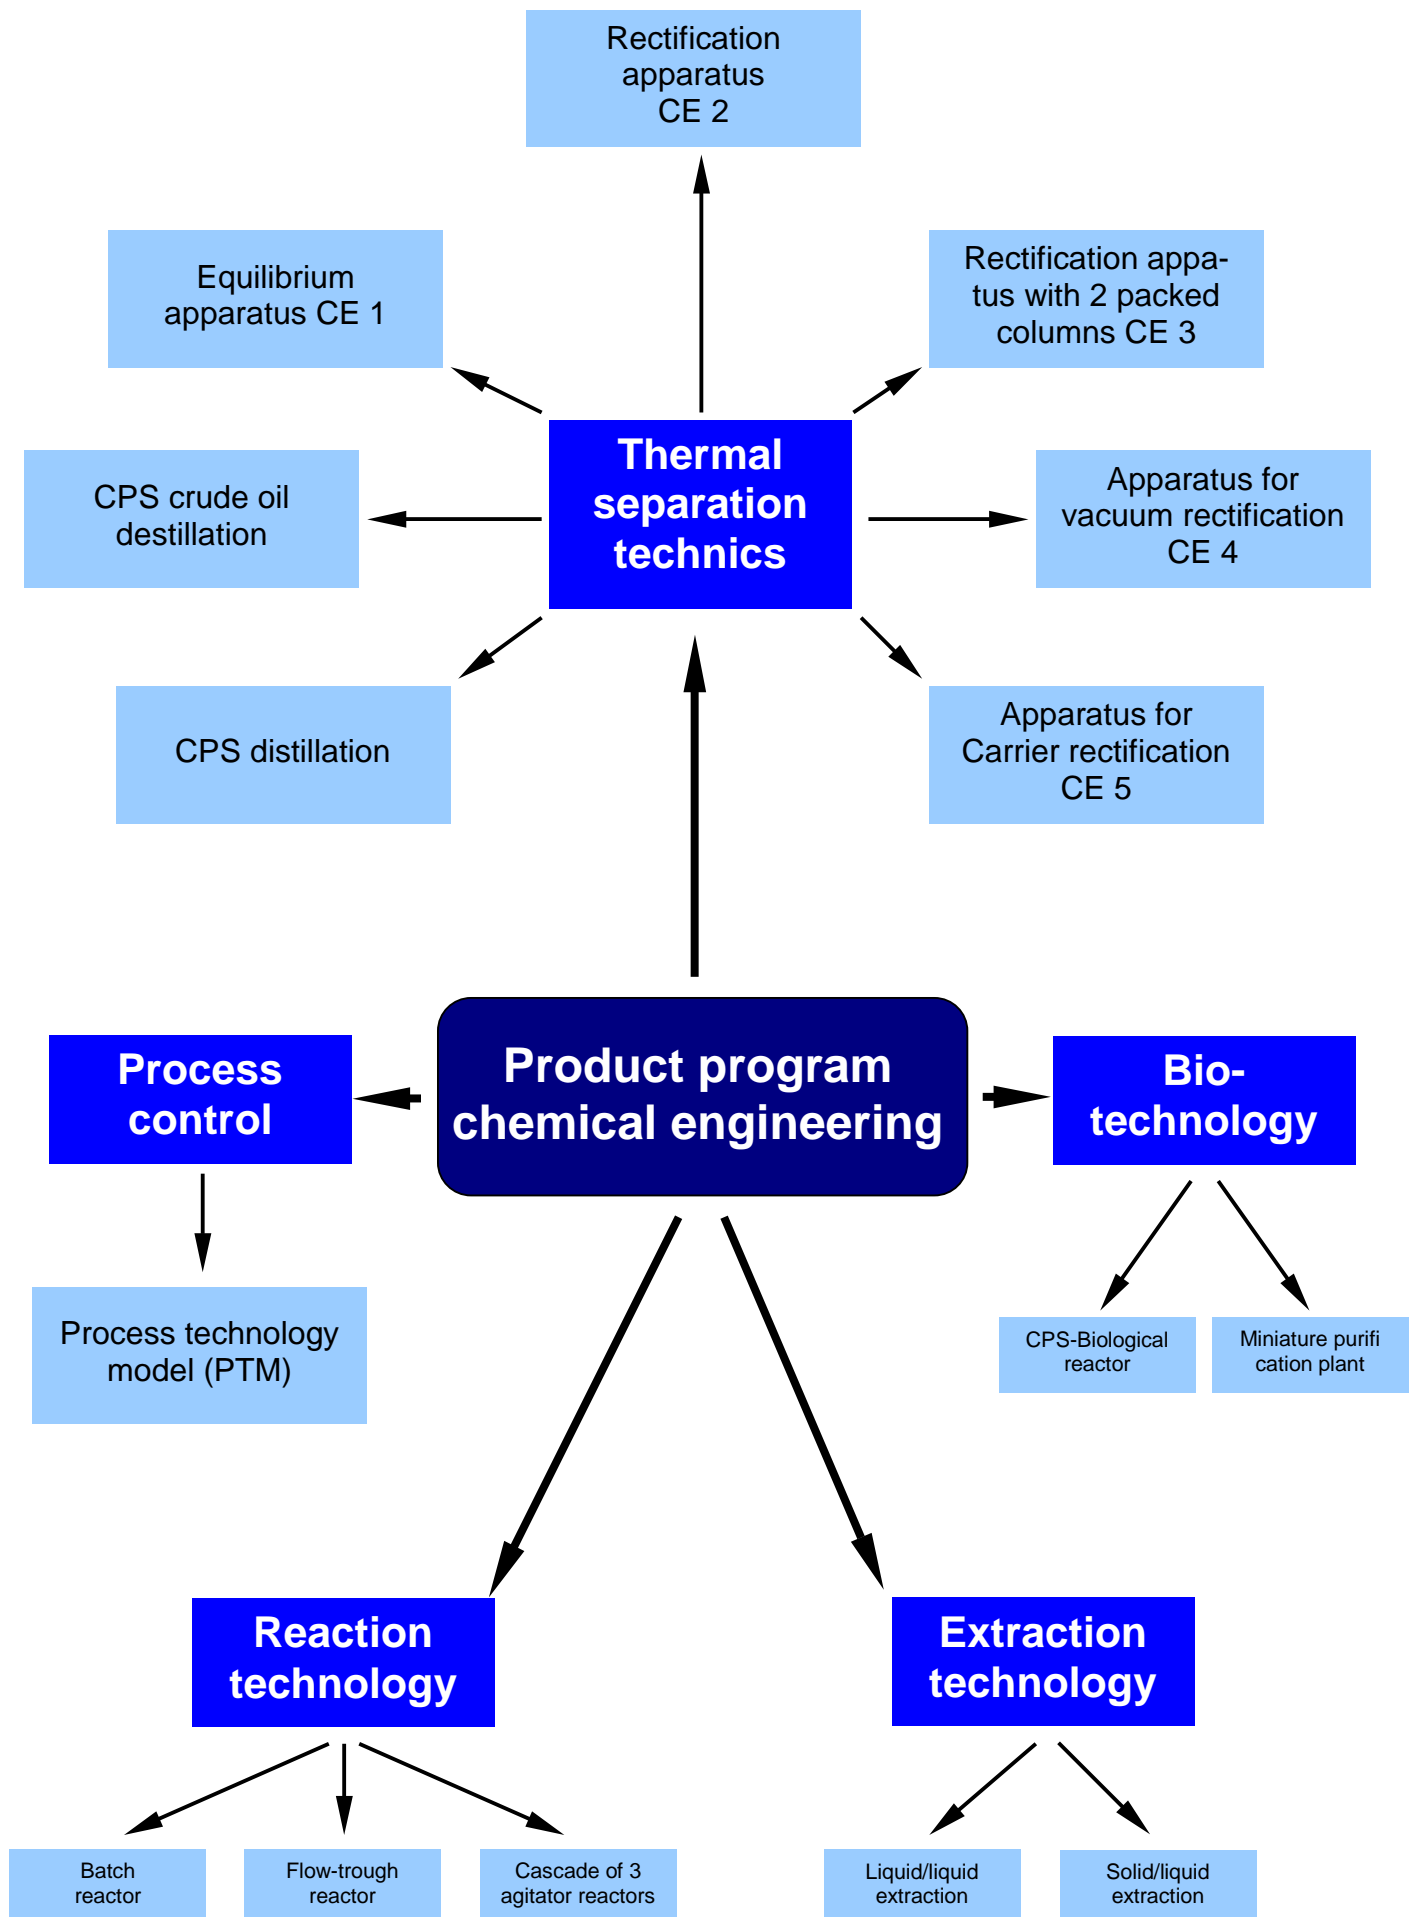 Rectification
apparatus
CE 2
Equilibrium
apparatus CE 1
Rectification appa-
tus with 2 packed
columns CE 3
Thermal
separation
technics
CPS crude oil
destillation
Apparatus for
vacuum rectification
CE 4
CPS distillation
Apparatus for
Carrier rectification
CE 5
Process
control
Product program
chemical engineering
Bio-
technology
Process technology
model (PTM)
CPS-Biological
reactor
Miniature purifi
cation plant
Reaction
technology
Extraction
technology
Batch
reactor
Flow-trough
reactor
Cascade of 3
agitator reactors
Liquid/liquid
extraction
Solid/liquid
extraction